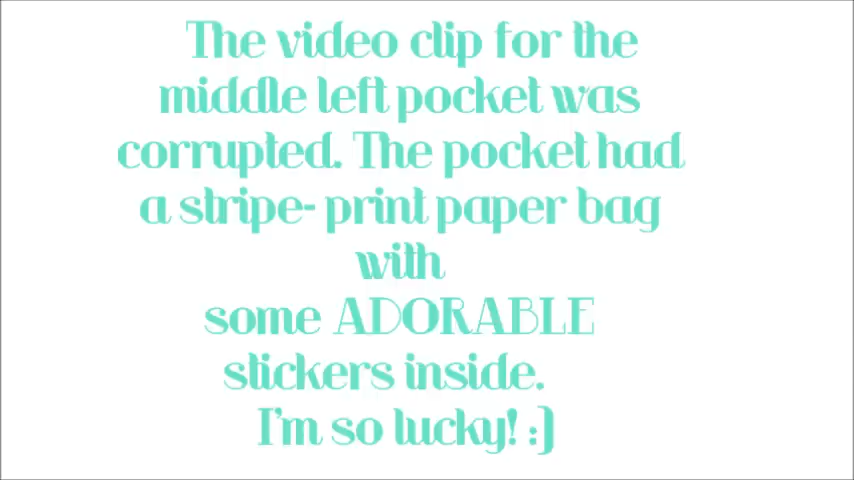 The video clip for the
middle left pocket was
corrupted. The pocket had
a stripe- print paper bag
with
some ADORABLE
stickers inside.
I'm so lucky! :)